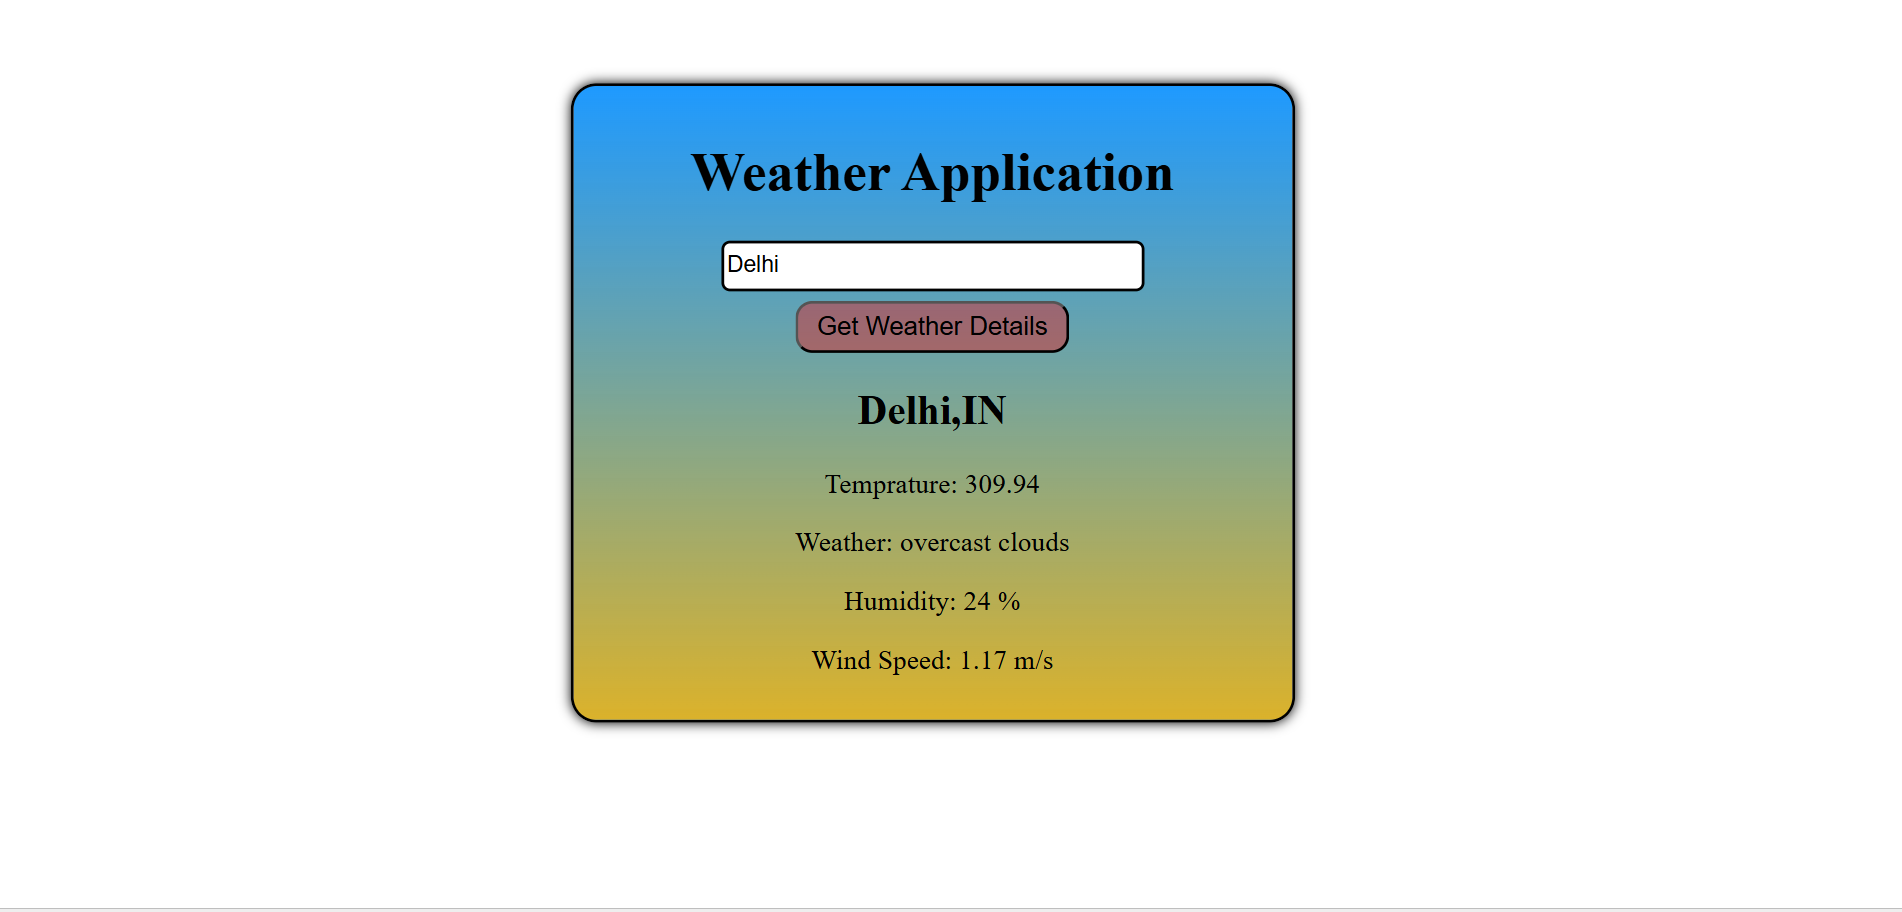 Weather Application
Delhi
Get Weather Details
Delhi,IN
Temprature: 309.94
Weather: overcast clouds
Humidity: 24 %
Wind Speed: 1.17 m/s